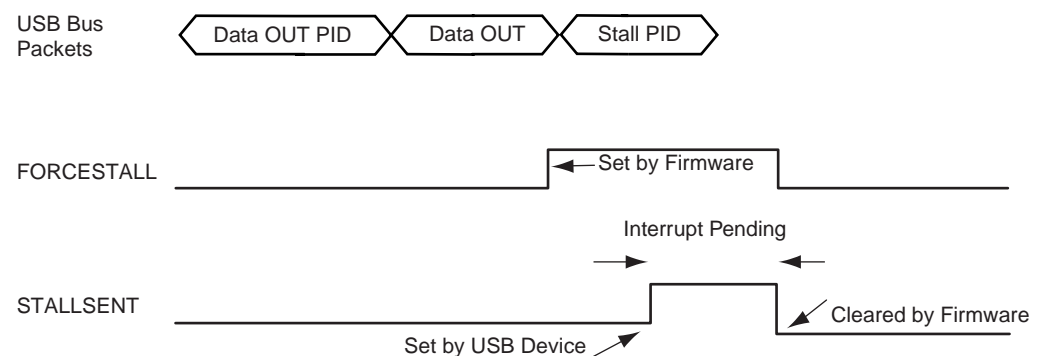 USB Bus
Packets
Data OUT PID
Data OUT
Stall PID
FORCESTALL
Set by Firmware
Interrupt Pending
STALLSENT
Cleared by Firmware
Set by USB Device